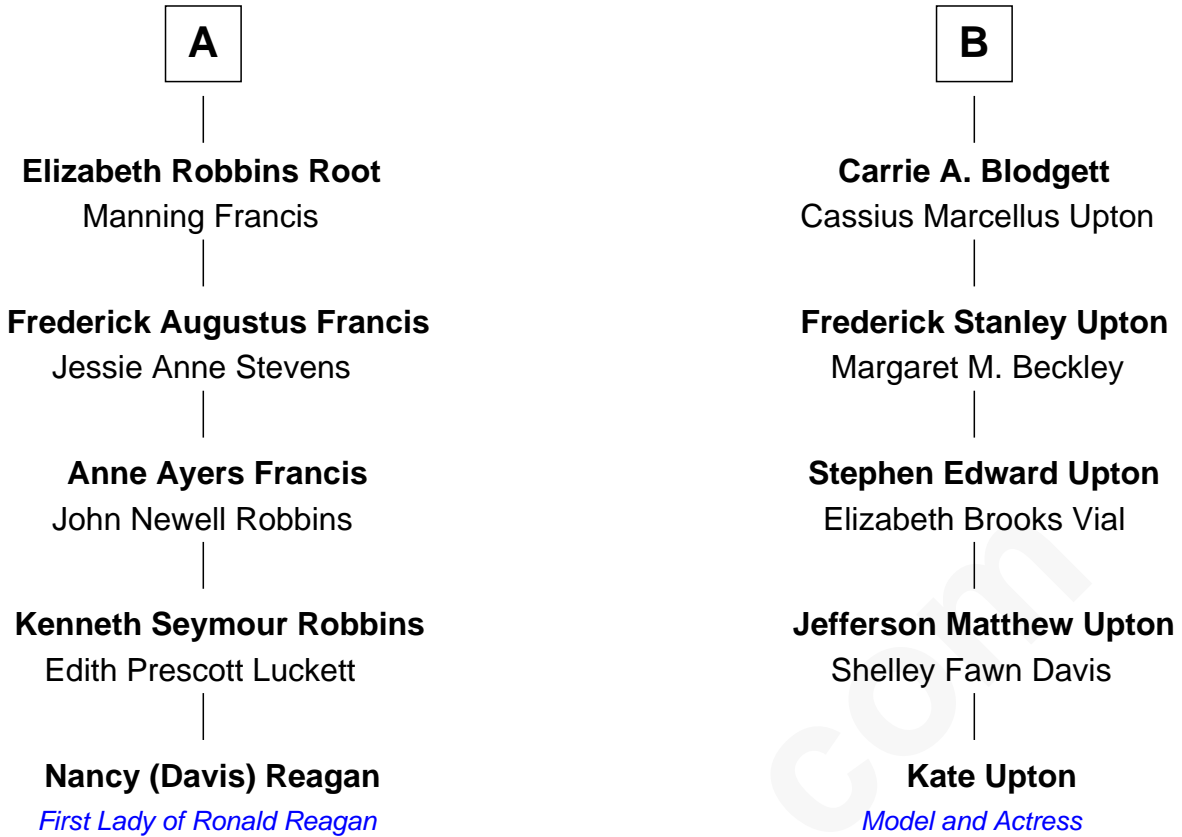 A
Elizabeth Robbins Root
Manning Francis
Frederick Augustus Francis
Jessie Anne Stevens
Anne Ayers Francis
John Newell Robbins
Kenneth Seymour Robbins
Edith Prescott Luckett
Nancy (Davis) Reagan
First Lady of Ronald Reagan
B
Carrie A. Blodgett
Cassius Marcellus Upton
Frederick Stanley Upton
Margaret M. Beckley
Stephen Edward Upton
Elizabeth Brooks Vial
Jefferson Matthew Upton
Shelley Fawn Davis
Kate Upton
Model and Actress
com